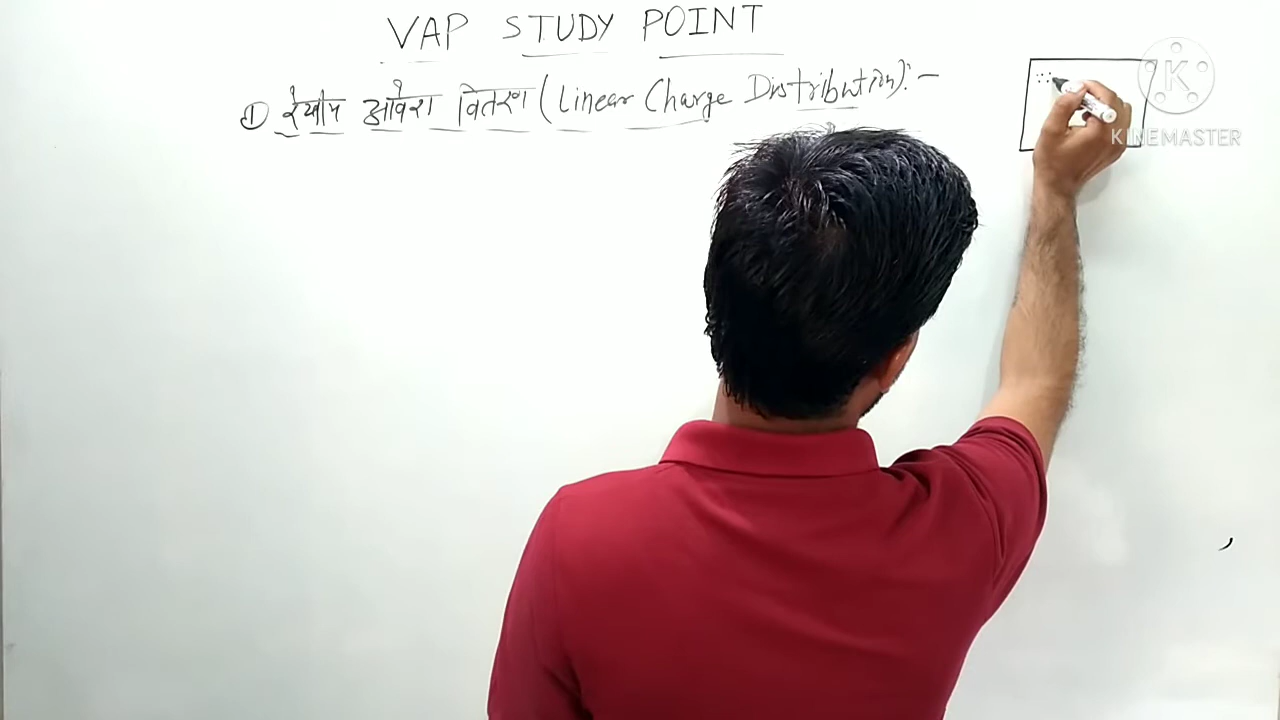 VAP STUDY POINT
① रेखीय आवेश वितरण (Linear Charge Distribution):-
KINEMASTER